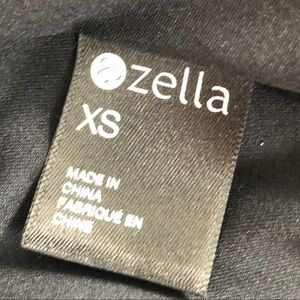 zella
XS
MADE IN
CHINA
FABRIQUÉ EN
CHINE